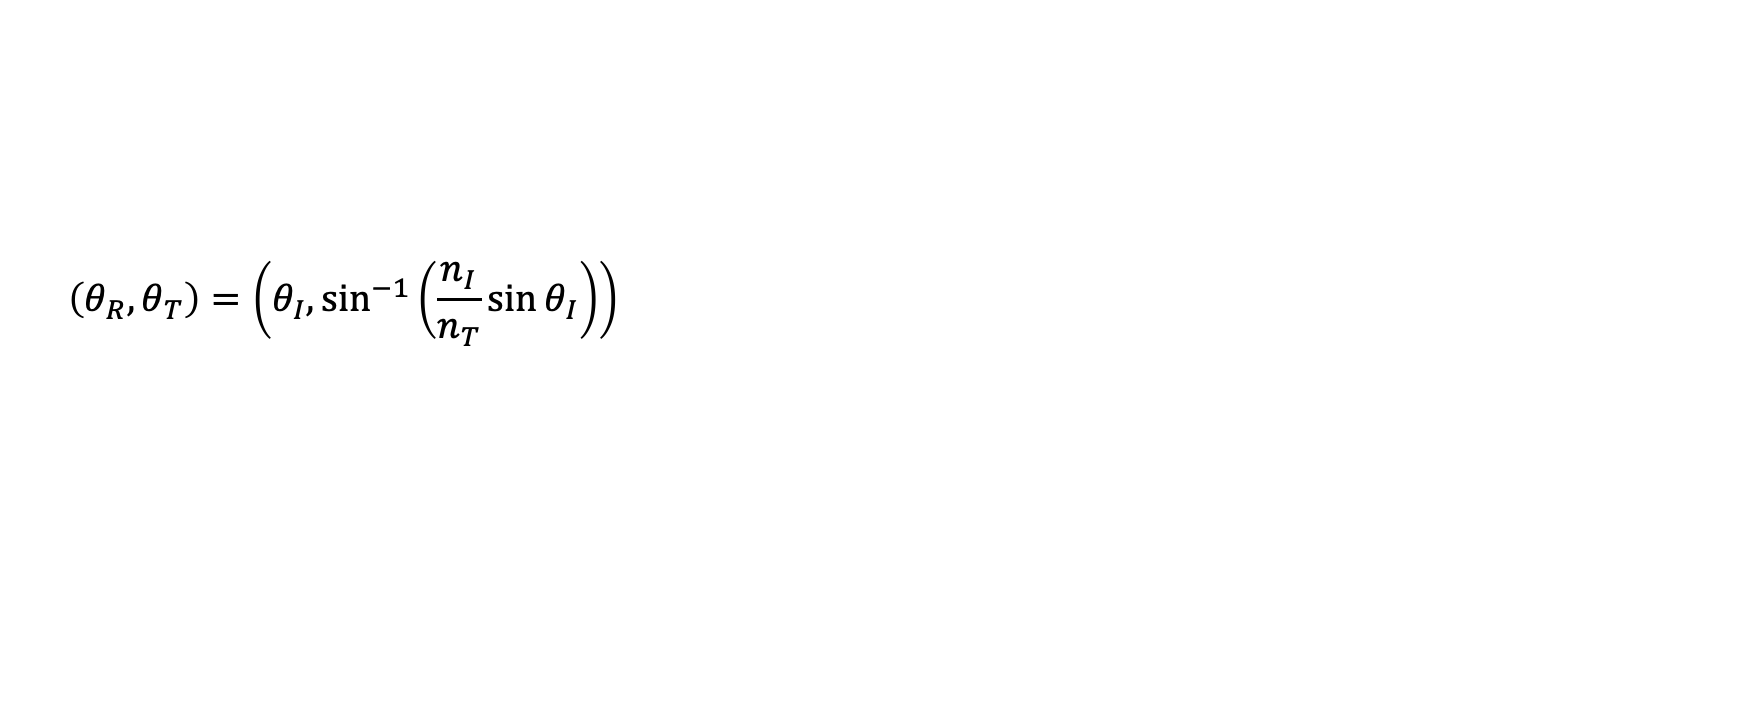 (θ_R, θ_T) = (θ_I, sin⁻¹(n_I/n_T sin θ_I))